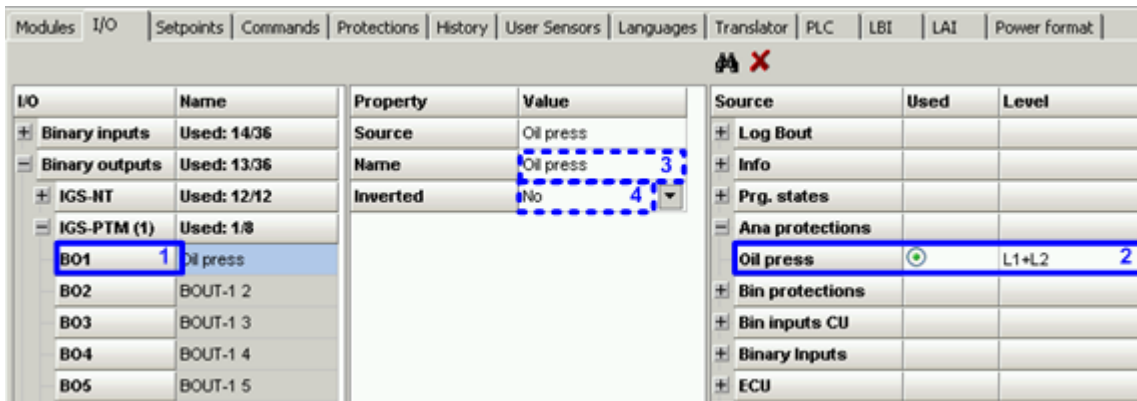 Modules I/O Setpoints Commands Protections History User Sensors Languages Translator PLC LBI LAI Power format
I/O Name Property Value Source Used Level
Binary inputs Used: 14/36 Source Oil press Log Bout
Binary outputs Used: 13/36 Name Oil press 3 Info
IGS-NT Used: 12/12 Inverted No 4 Prg. states
IGS-PTM (1) Used: 1/8 Ana protections
BO1 1 Oil press Oil press L1+L2 2
BO2 BOUT-1 2 Bin protections
BO3 BOUT-1 3 Bin inputs CU
BO4 BOUT-1 4 Binary Inputs
BO5 BOUT-1 5 ECU